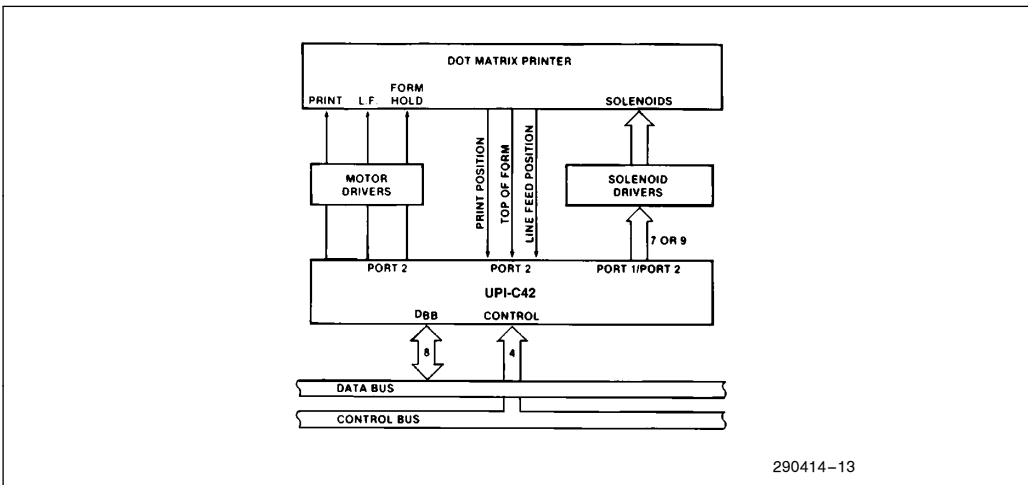 DOT MATRIX PRINTER
PRINT
L.F.
FORM
HOLD
SOLENOIDS
MOTOR
DRIVERS
PRINT POSITION
TOP OF FORM
LINE FEED POSITION
SOLENOID
DRIVERS
7 OR 9
PORT 2
PORT 2
PORT 1/PORT 2
UPI-C42
DBB
CONTROL
8
4
DATA BUS
CONTROL BUS
290414–13